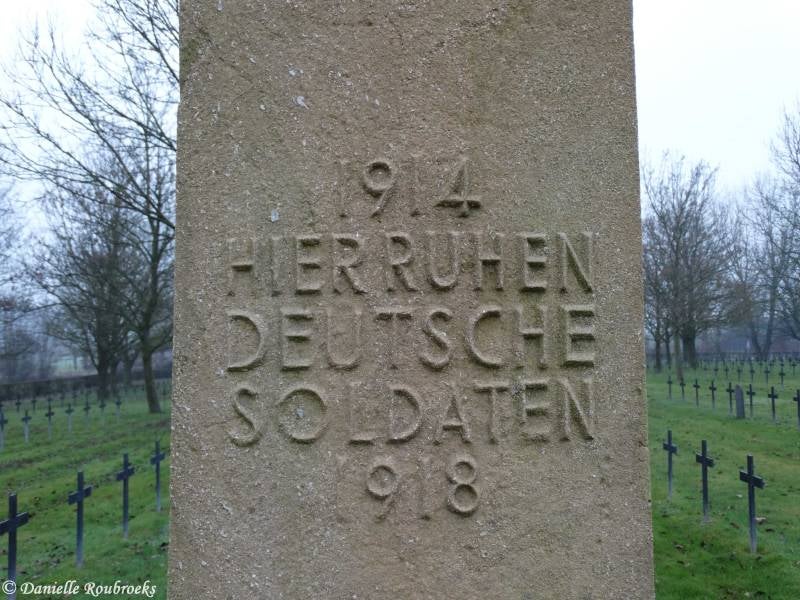 1914
HIER RUHEN
DEUTSCHE
SOLDATEN
1918
© Danielle Roubroeks